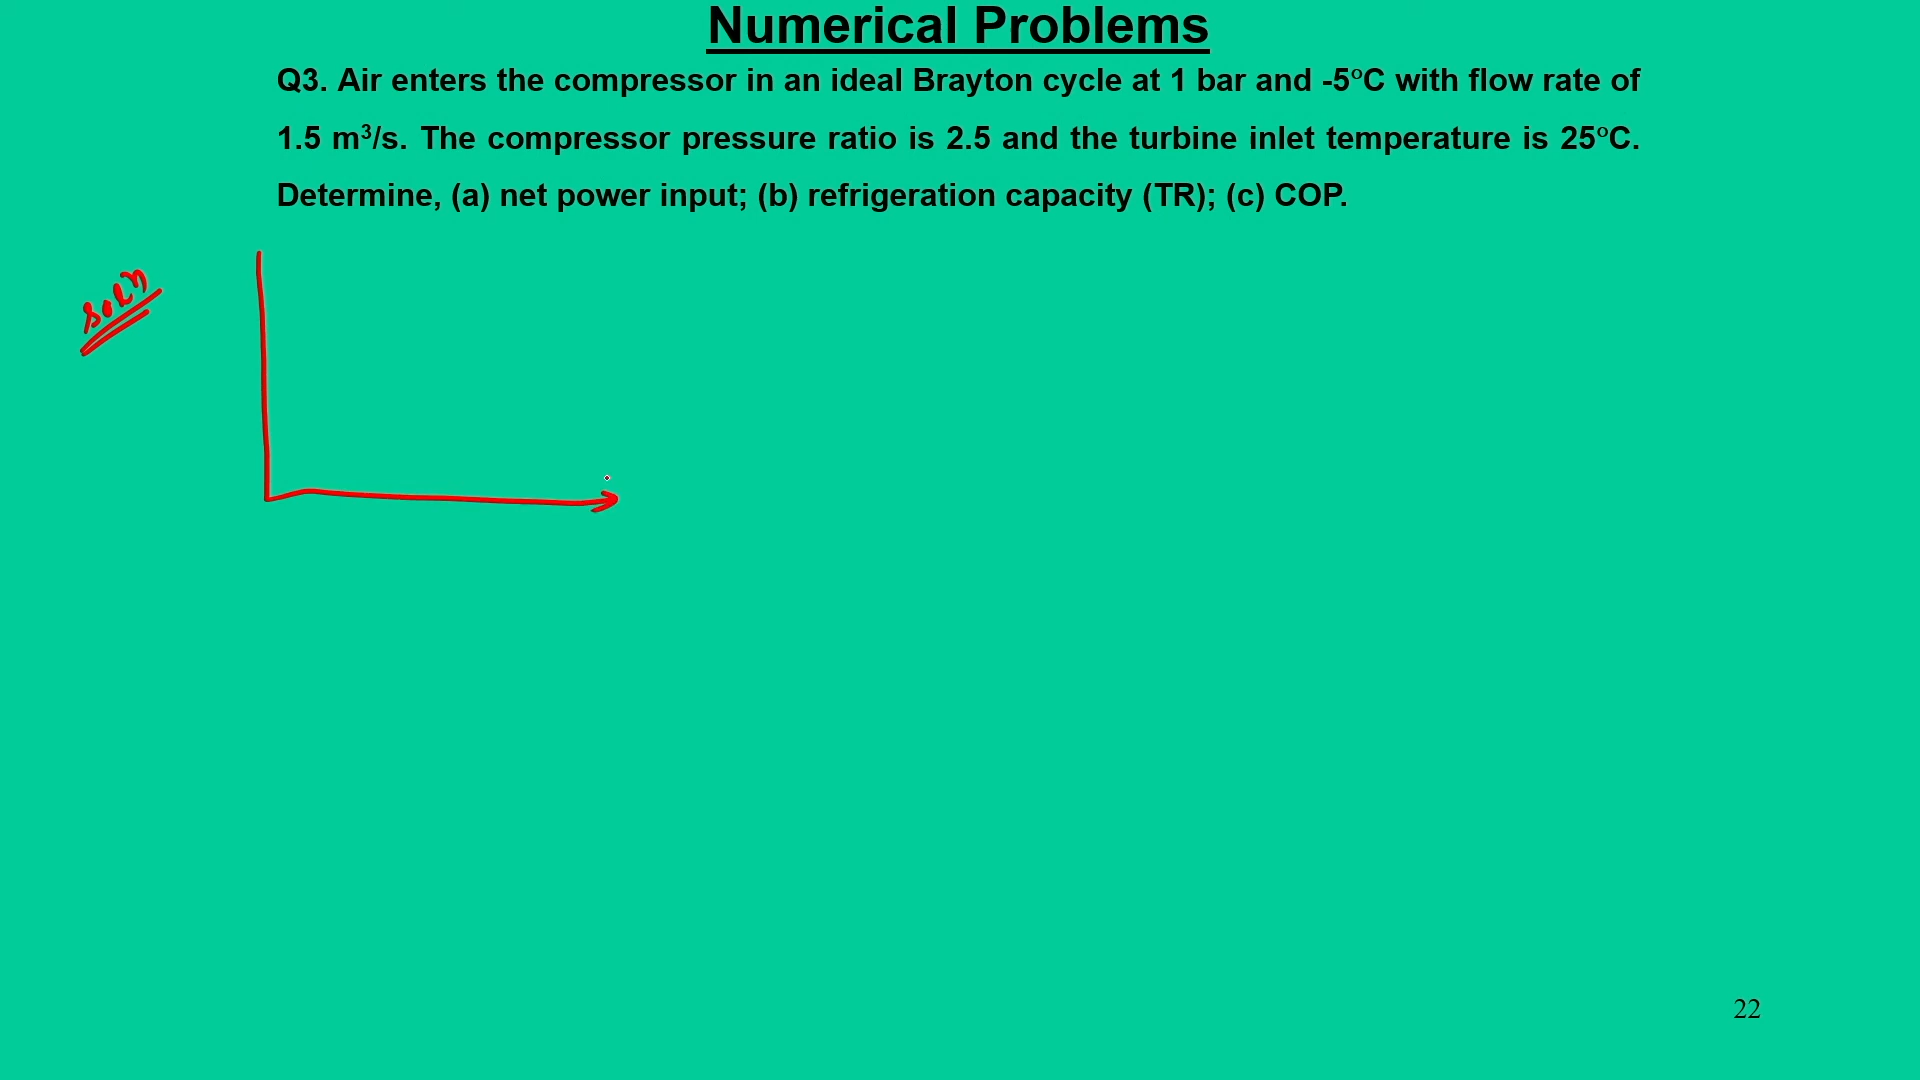 Numerical Problems
Q3. Air enters the compressor in an ideal Brayton cycle at 1 bar and -5ºC with flow rate of
1.5 m³/s. The compressor pressure ratio is 2.5 and the turbine inlet temperature is 25ºC.
Determine, (a) net power input; (b) refrigeration capacity (TR); (c) COP.
soln
22